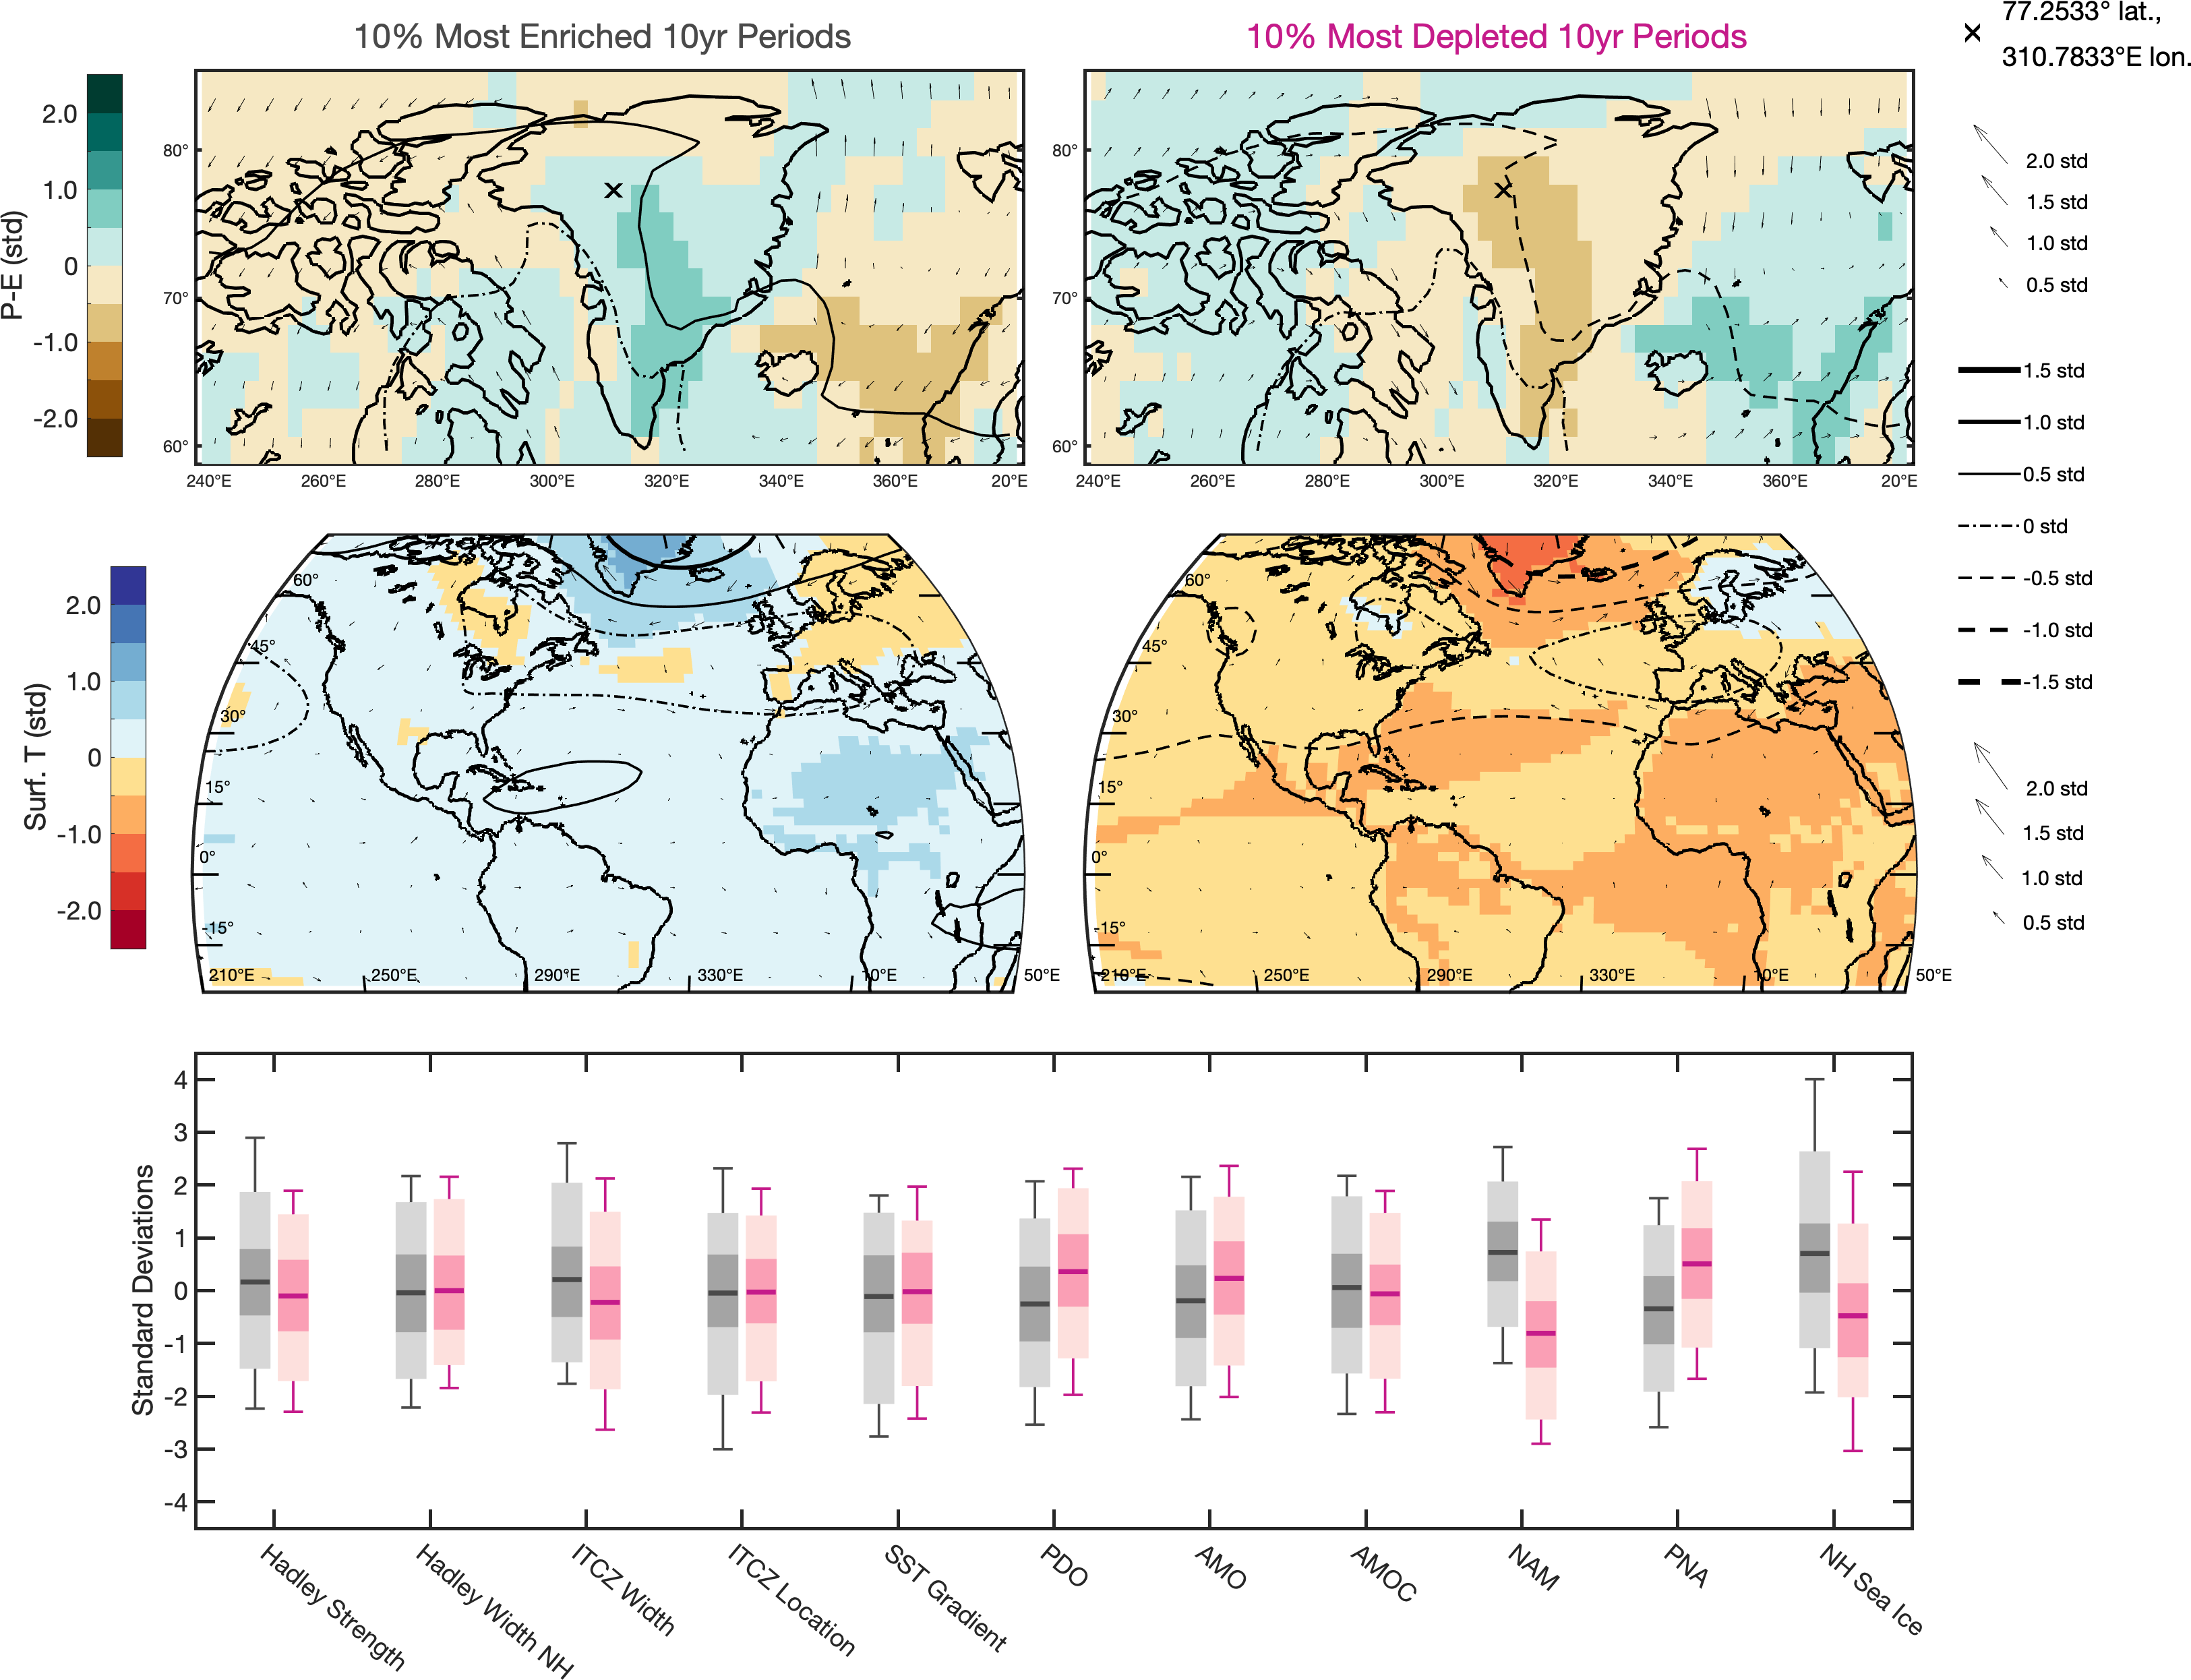 10% Most Enriched 10yr Periods
10% Most Depleted 10yr Periods
77.2533° lat.,
310.7833°E lon.
P-E (std)
2.0
1.0
0
-1.0
-2.0
80°
70°
60°
240°E 260°E 280°E 300°E 320°E 340°E 360°E 20°E
80°
70°
60°
240°E 260°E 280°E 300°E 320°E 340°E 360°E 20°E
2.0 std
1.5 std
1.0 std
0.5 std
1.5 std
1.0 std
0.5 std
0 std
-0.5 std
-1.0 std
-1.5 std
Surf. T (std)
2.0
1.0
0
-1.0
-2.0
60°
45°
30°
15°
0°
-15°
210°E 250°E 290°E 330°E 10°E 50°E
60°
45°
30°
15°
0°
-15°
210°E 250°E 290°E 330°E 10°E 50°E
2.0 std
1.5 std
1.0 std
0.5 std
Standard Deviations
4
3
2
1
0
-1
-2
-3
-4
Hadley Strength
Hadley Width NH
ITCZ Width
ITCZ Location
SST Gradient
PDO
AMO
AMOC
NAM
PNA
NH Sea Ice